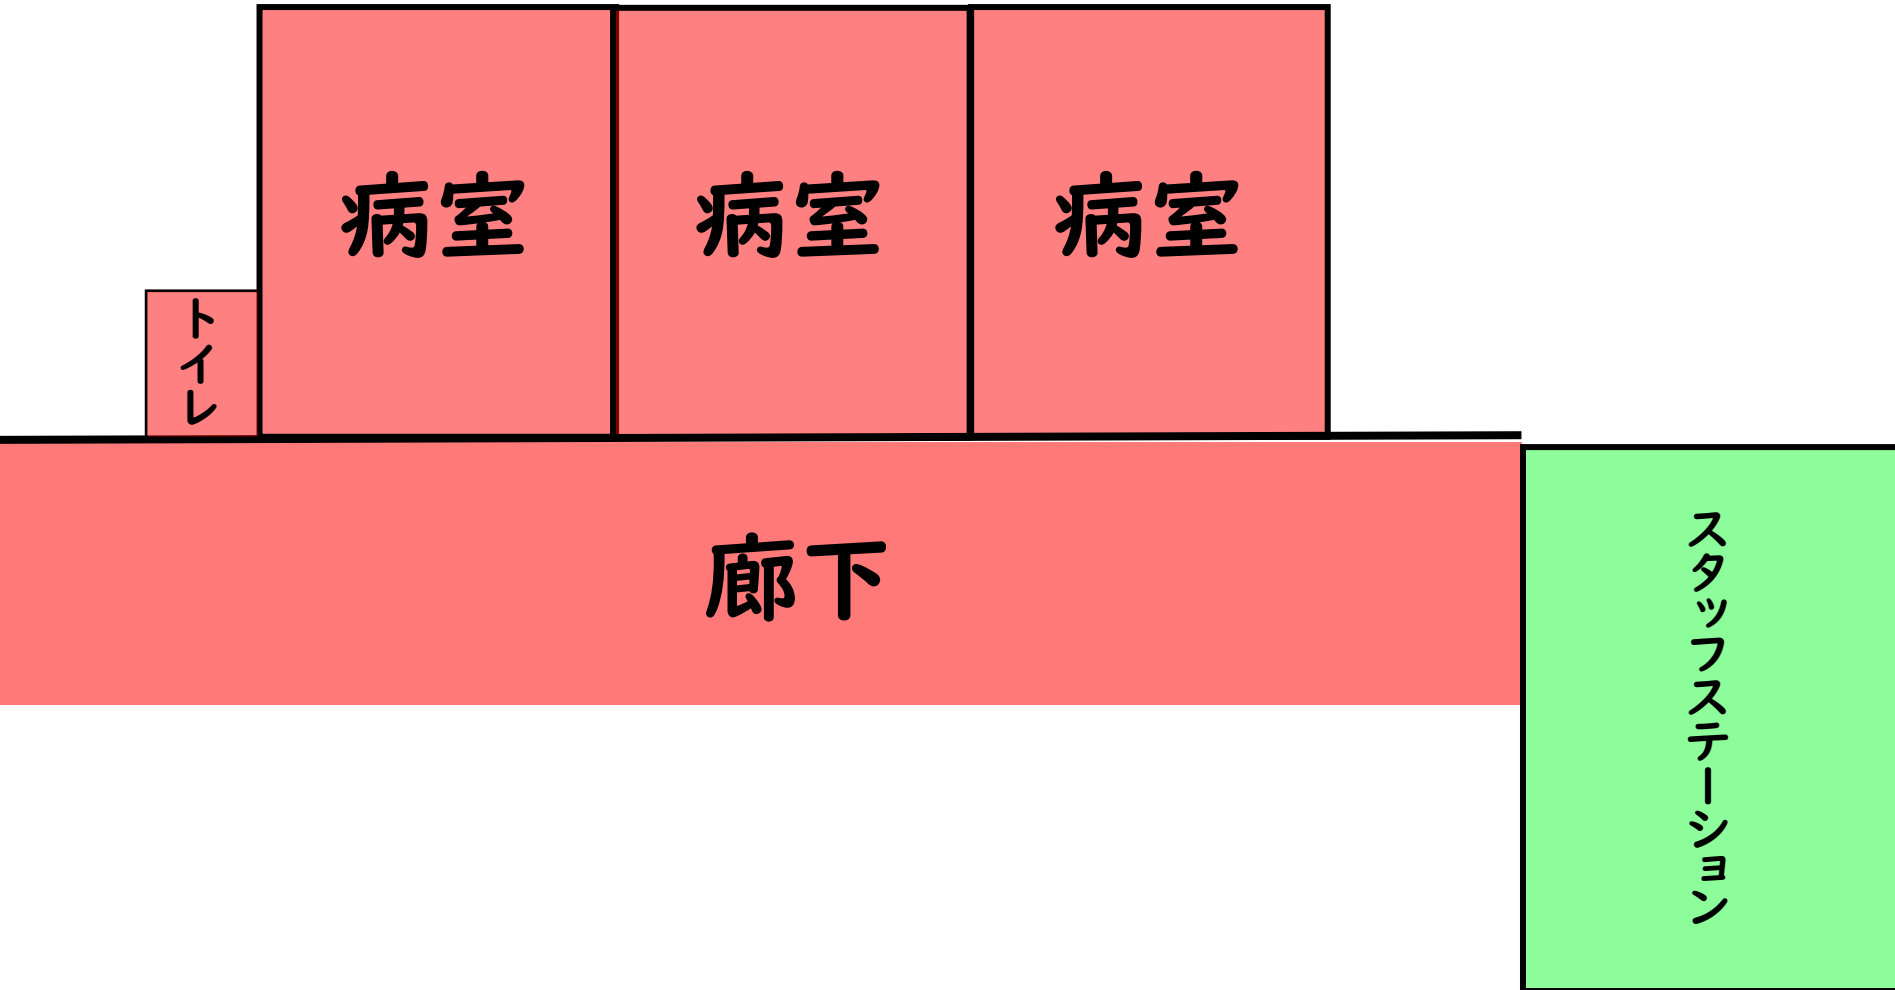 病室
病室
病室
トイレ
廊下
スタッフステーション